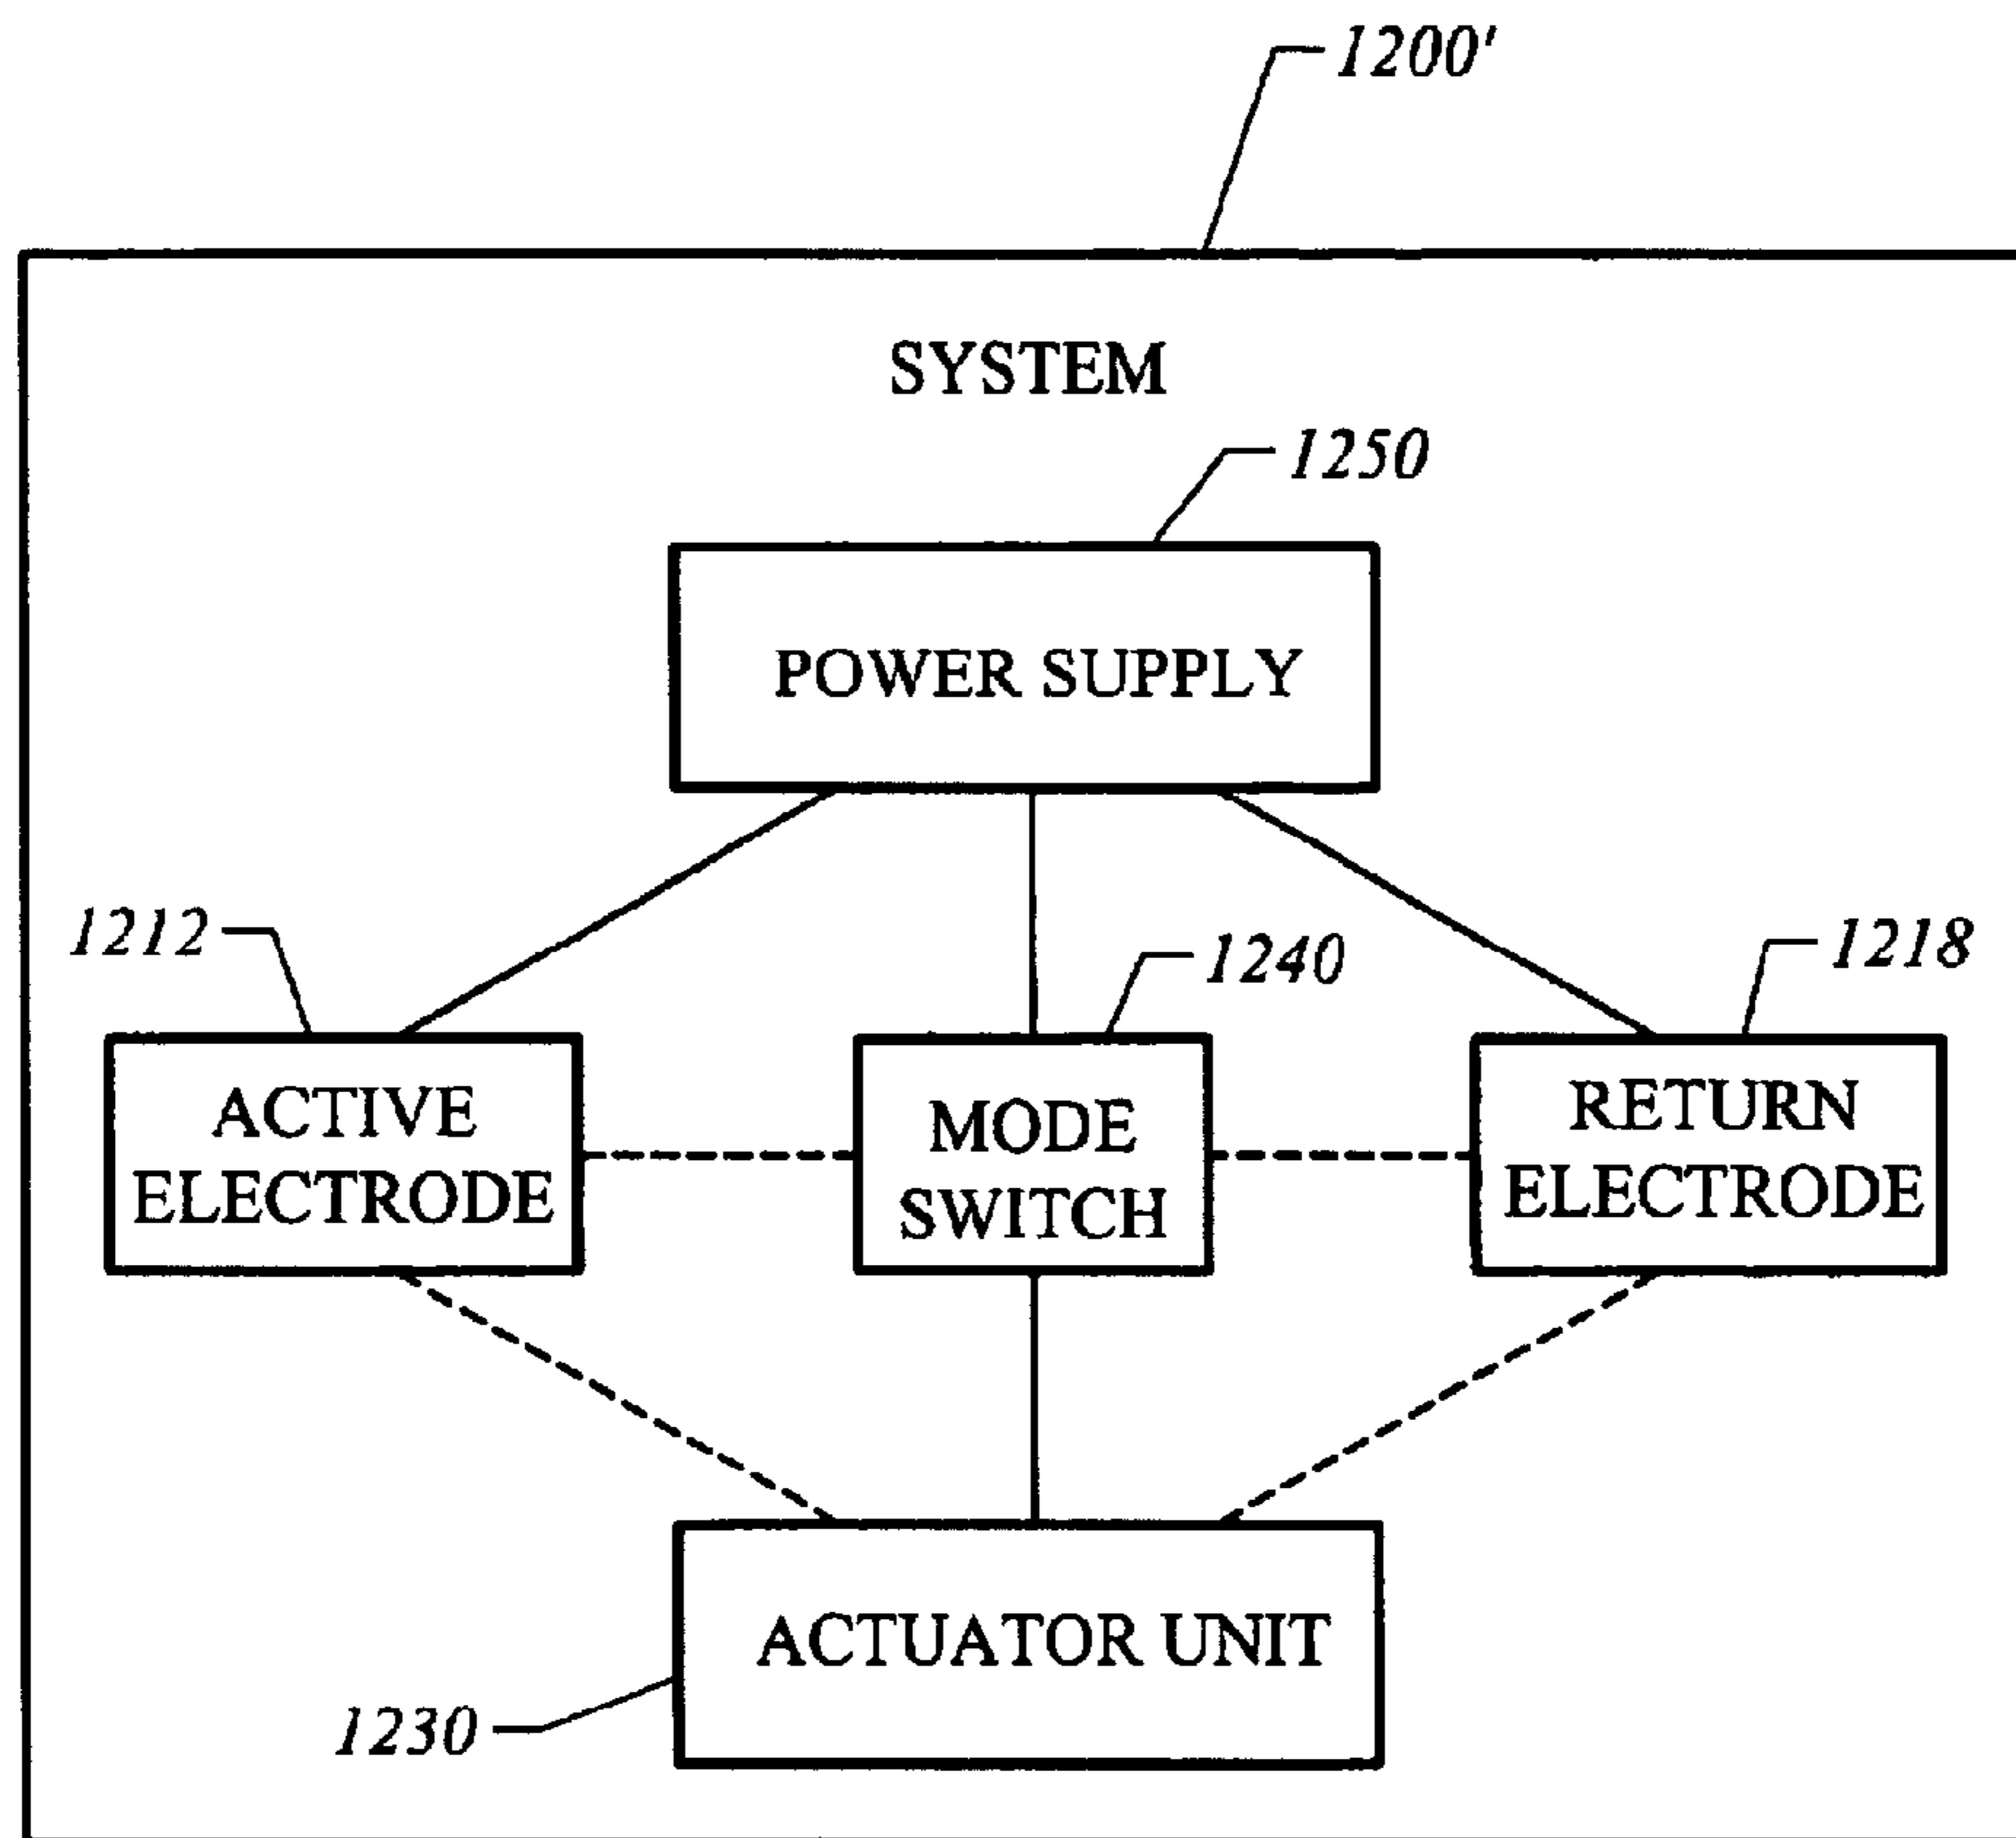 1200'
SYSTEM
1250
POWER SUPPLY
1212
1240
1218
ACTIVE
ELECTRODE
MODE
SWITCH
RETURN
ELECTRODE
ACTUATOR UNIT
1230